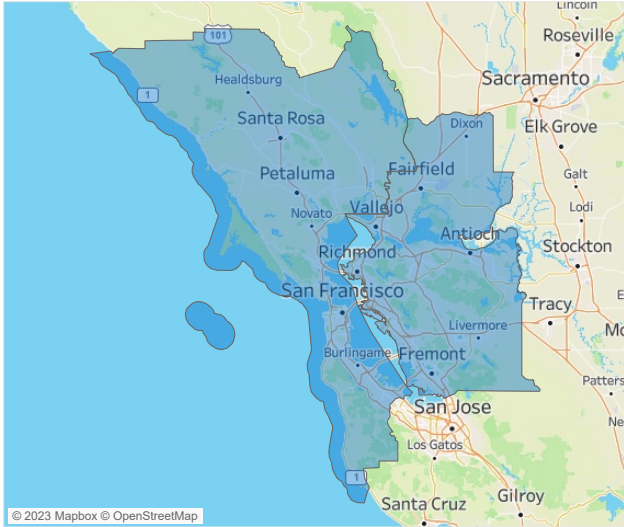 Lincoln
Roseville
101
Healdsburg
Sacramento
1
Santa Rosa
Dixon
Elk Grove
Petaluma
Fairfield
Galt
Novato
Vallejo
Lodi
Antioch
Stockton
Richmond
San Francisco
Tracy
Livermore
Burlingame
Fremont
Patters
San Jose
Los Gatos
1
Santa Cruz
Gilroy
© 2023 Mapbox © OpenStreetMap